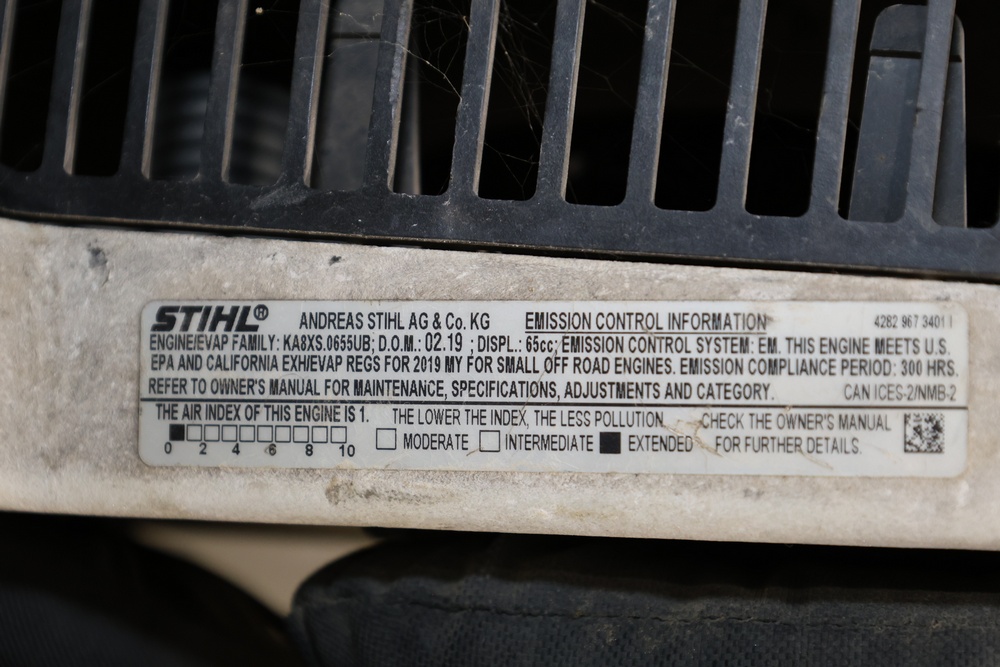 STIHL® ANDREAS STIHL AG & Co. KG EMISSION CONTROL INFORMATION 4282 967 3401 I
ENGINE/EVAP FAMILY: KA8XS.0655UB; D.O.M.: 02.19 ; DISPL.: 65cc; EMISSION CONTROL SYSTEM: EM. THIS ENGINE MEETS U.S.
EPA AND CALIFORNIA EXH/EVAP REGS FOR 2019 MY FOR SMALL OFF ROAD ENGINES. EMISSION COMPLIANCE PERIOD: 300 HRS.
REFER TO OWNER'S MANUAL FOR MAINTENANCE, SPECIFICATIONS, ADJUSTMENTS AND CATEGORY. CAN ICES-2/NMB-2
THE AIR INDEX OF THIS ENGINE IS 1. THE LOWER THE INDEX, THE LESS POLLUTION. CHECK THE OWNER'S MANUAL
MODERATE INTERMEDIATE EXTENDED FOR FURTHER DETAILS.
0 2 4 6 8 10